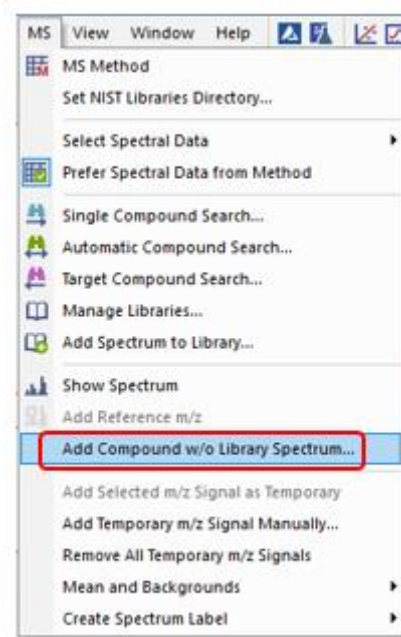 MS View Window Help
MS Method
Set NIST Libraries Directory...
Select Spectral Data
Prefer Spectral Data from Method
Single Compound Search...
Automatic Compound Search...
Target Compound Search...
Manage Libraries...
Add Spectrum to Library...
Show Spectrum
Add Reference m/z
Add Compound w/o Library Spectrum...
Add Selected m/z Signal as Temporary
Add Temporary m/z Signal Manually...
Remove All Temporary m/z Signals
Mean and Backgrounds
Create Spectrum Label